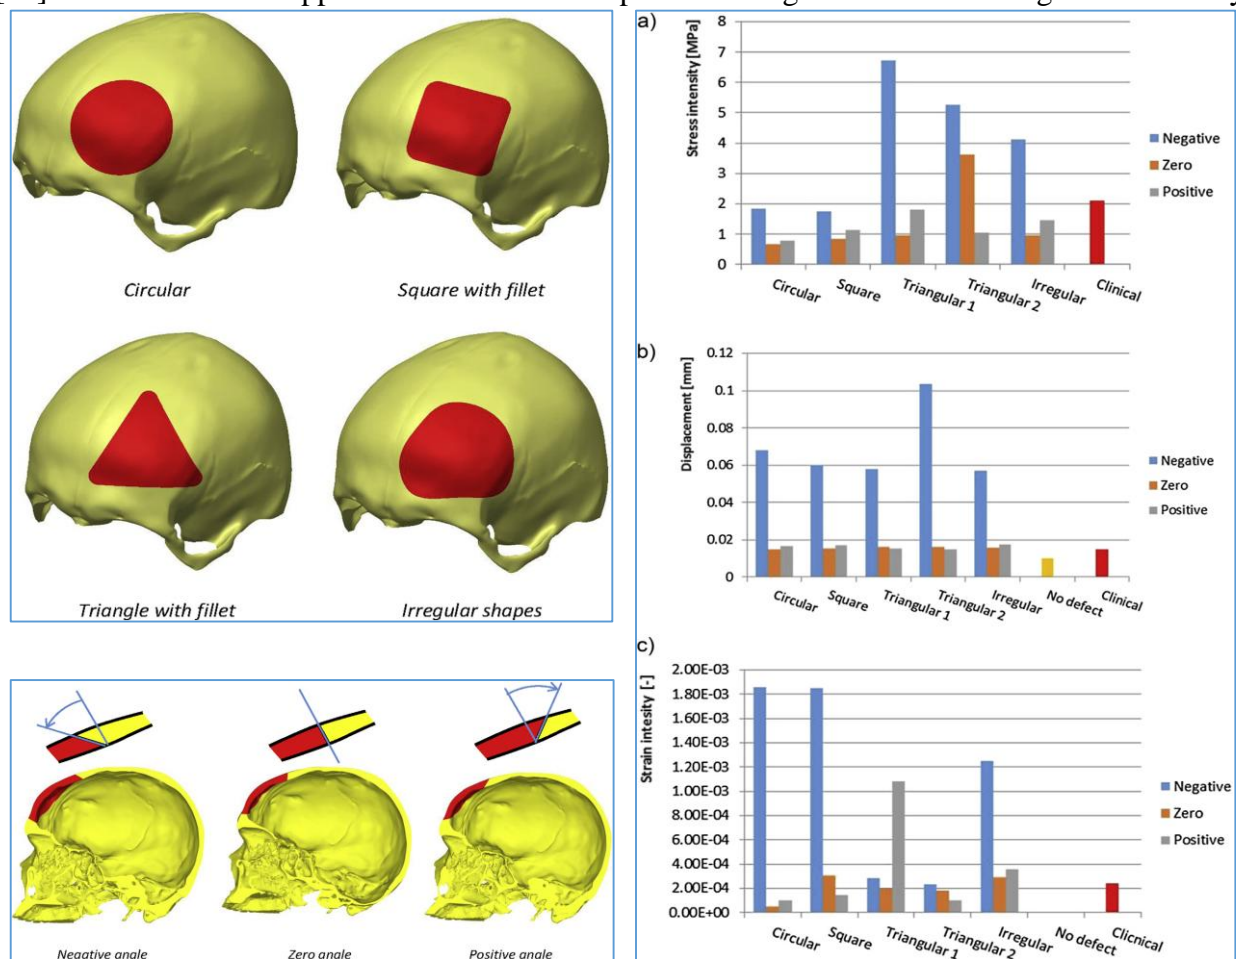 Circular
Square with fillet
Triangle with fillet
Irregular shapes
Negative angle
Zero angle
Positive angle
a)
Stress intensity [MPa]
8
7
6
5
4
3
2
1
0
Circular
Square
Triangular 1
Triangular 2
Irregular
Clinical
Negative
Zero
Positive
b)
Displacement [mm]
0.12
0.1
0.08
0.06
0.04
0.02
0
Circular
Square
Triangular 1
Triangular 2
Irregular
No defect
Clinical
Negative
Zero
Positive
c)
Strain intesity [-]
2.00E-03
1.80E-03
1.60E-03
1.40E-03
1.20E-03
1.00E-03
8.00E-04
6.00E-04
4.00E-04
2.00E-04
0.00E+00
Circular
Square
Triangular 1
Triangular 2
Irregular
No defect
Clicnical
Negative
Zero
Positive